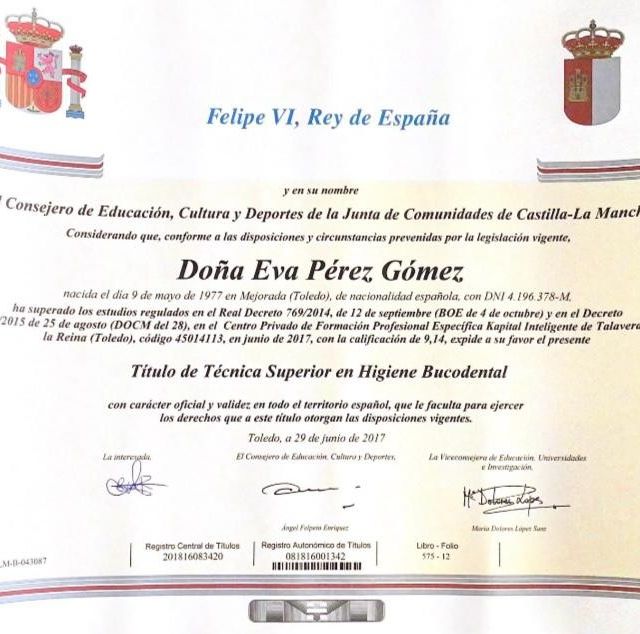 Felipe VI, Rey de España
y en su nombre
Consejero de Educación, Cultura y Deportes de la Junta de Comunidades de Castilla-La Manch
Considerando que, conforme a las disposiciones y circunstancias prevenidas por la legislación vigente,
Doña Eva Pérez Gómez
nacida el día 9 de mayo de 1977 en Mejorada (Toledo), de nacionalidad española, con DNI 4.196.378-M,
ha superado los estudios regulados en el Real Decreto 769/2014, de 12 de septiembre (BOE de 4 de octubre) y en el Decreto
/2015 de 25 de agosto (DOCM del 28), en el Centro Privado de Formación Profesional Específica Kapital Inteligente de Talavera
la Reina (Toledo), código 45014113, en junio de 2017, con la calificación de 9,14, expide a su favor el presente
Título de Técnica Superior en Higiene Bucodental
con carácter oficial y validez en todo el territorio español, que le faculta para ejercer
los derechos que a este título otorgan las disposiciones vigentes.
Toledo, a 29 de junio de 2017
La interesada,
El Consejero de Educación, Cultura y Deportes,
La Viceconsejera de Educación, Universidades
e Investigación,
Mª Dolores Lopez
Ángel Felpeto Enríquez
María Dolores López Sanz
Registro Central de Títulos
201816083420
Registro Autonómico de Títulos
081816001342
Libro - Folio
575 - 12
LM-B-043087